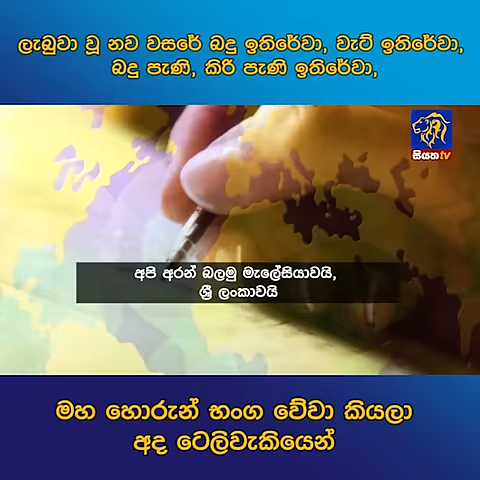 ලැබුවා වූ නව වසරේ බදු ඉතිරේවා, වැට් ඉතිරේවා,
බදු පැණි, කිරි පැණි ඉතිරේවා,
සියත tv
අපි අරන් බලමු මැලේසියාවයි,
ශ්‍රී ලංකාවයි
මහ හොරුන් භංග වේවා කියලා
අද ටෙලිවැකියෙන්